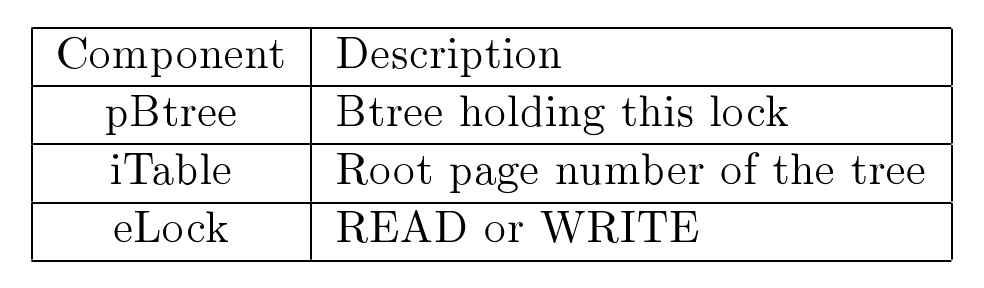 Component Description
pBtree Btree holding this lock
iTable Root page number of the tree
eLock READ or WRITE